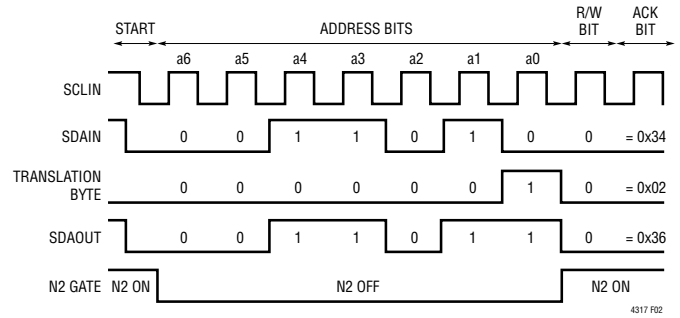 R/W
START ADDRESS BITS BIT ACK BIT
a6 a5 a4 a3 a2 a1 a0
SCLIN
SDAIN 0 0 1 1 0 1 0 0 = 0x34
TRANSLATION
BYTE 0 0 0 0 0 0 1 0 = 0x02
SDAOUT 0 0 1 1 0 1 1 0 = 0x36
N2 GATE N2 ON N2 OFF N2 ON
4317 F02